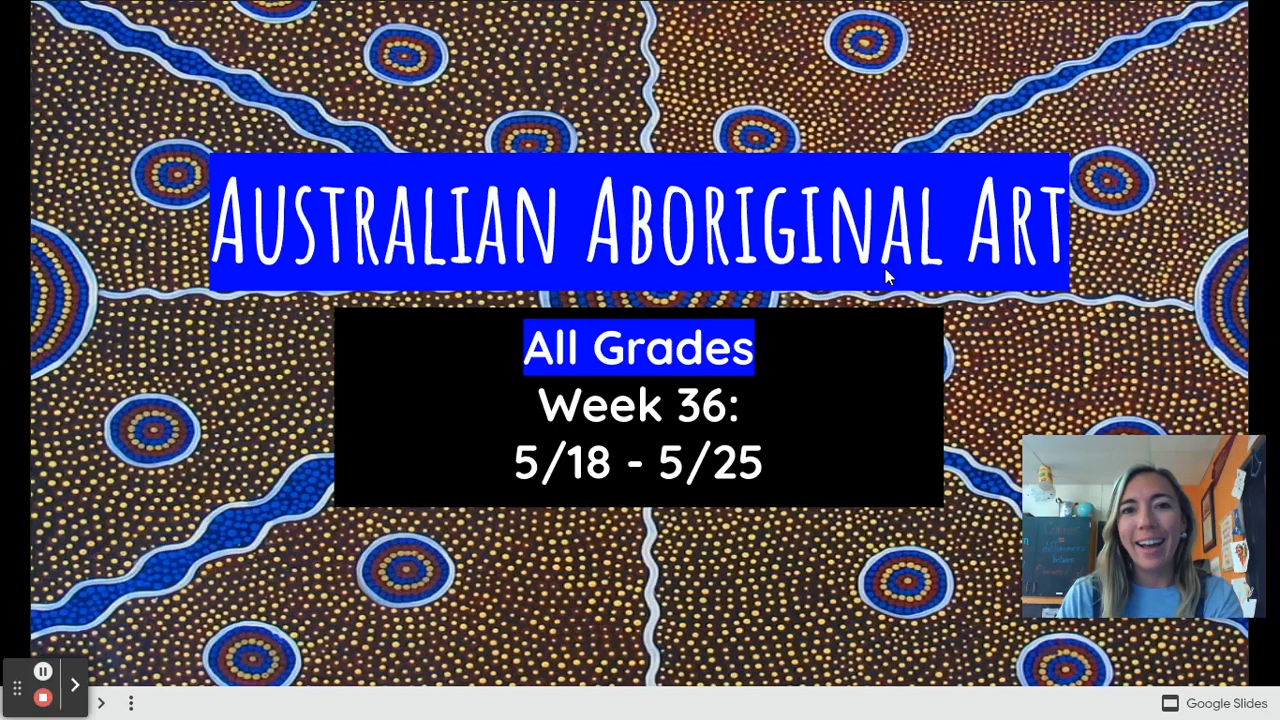 Australian Aboriginal Art
All Grades
Week 36:
5/18 - 5/25
Google Slides